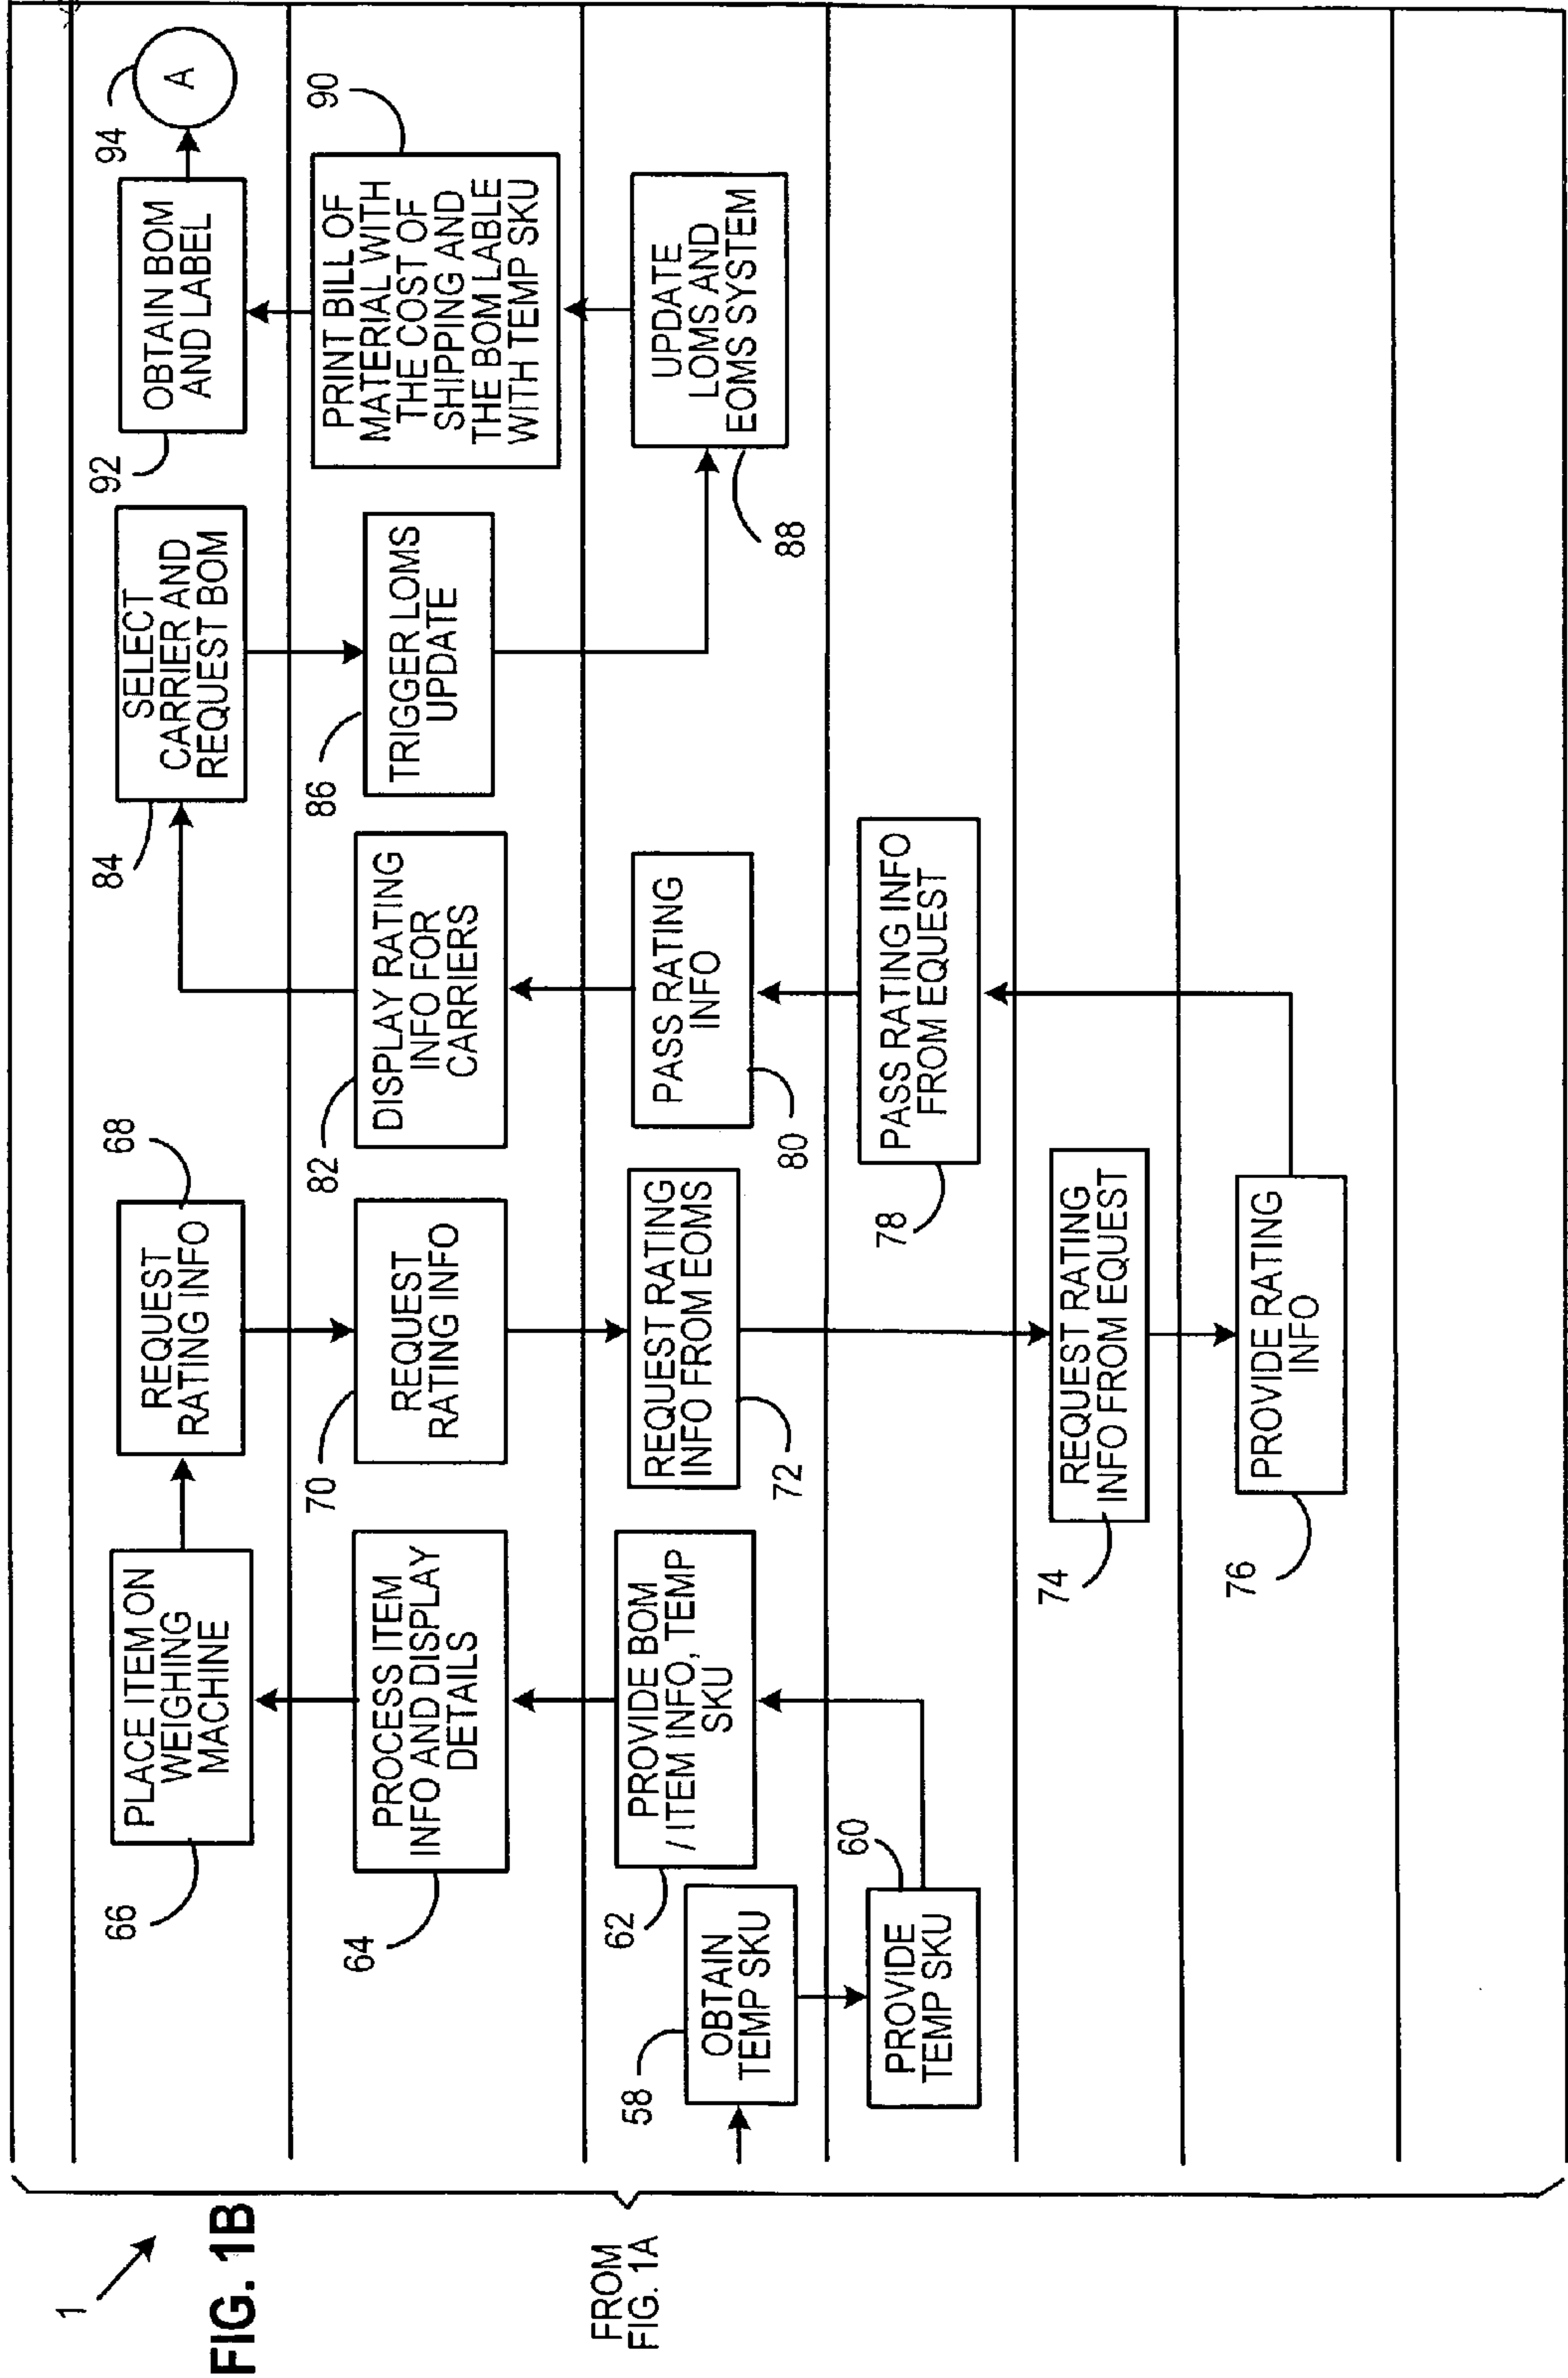 1
FIG. 1B
FROM
FIG. 1A
66
PLACE ITEM ON
WEIGHING
MACHINE
REQUEST
RATING INFO
68
84
SELECT
CARRIER AND
REQUEST BOM
92
OBTAIN BOM
AND LABEL
94
A
64
PROCESS ITEM
INFO AND DISPLAY
DETAILS
70
REQUEST
RATING INFO
82
DISPLAY RATING
INFO FOR
CARRIERS
86
TRIGGER LOMS
UPDATE
PRINT BILL OF
MATERIAL WITH
THE COST OF
SHIPPING AND
THE BOM LABLE
WITH TEMP SKU
90
58
OBTAIN
TEMP SKU
62
PROVIDE BOM
/ ITEM INFO, TEMP
SKU
REQUEST RATING
INFO FROM EOMS
72
PASS RATING
INFO
80
UPDATE
LOMS AND
EOMS SYSTEM
88
PROVIDE
TEMP SKU
60
PASS RATING INFO
FROM EQUEST
78
REQUEST RATING
INFO FROM EQUEST
74
PROVIDE RATING
INFO
76